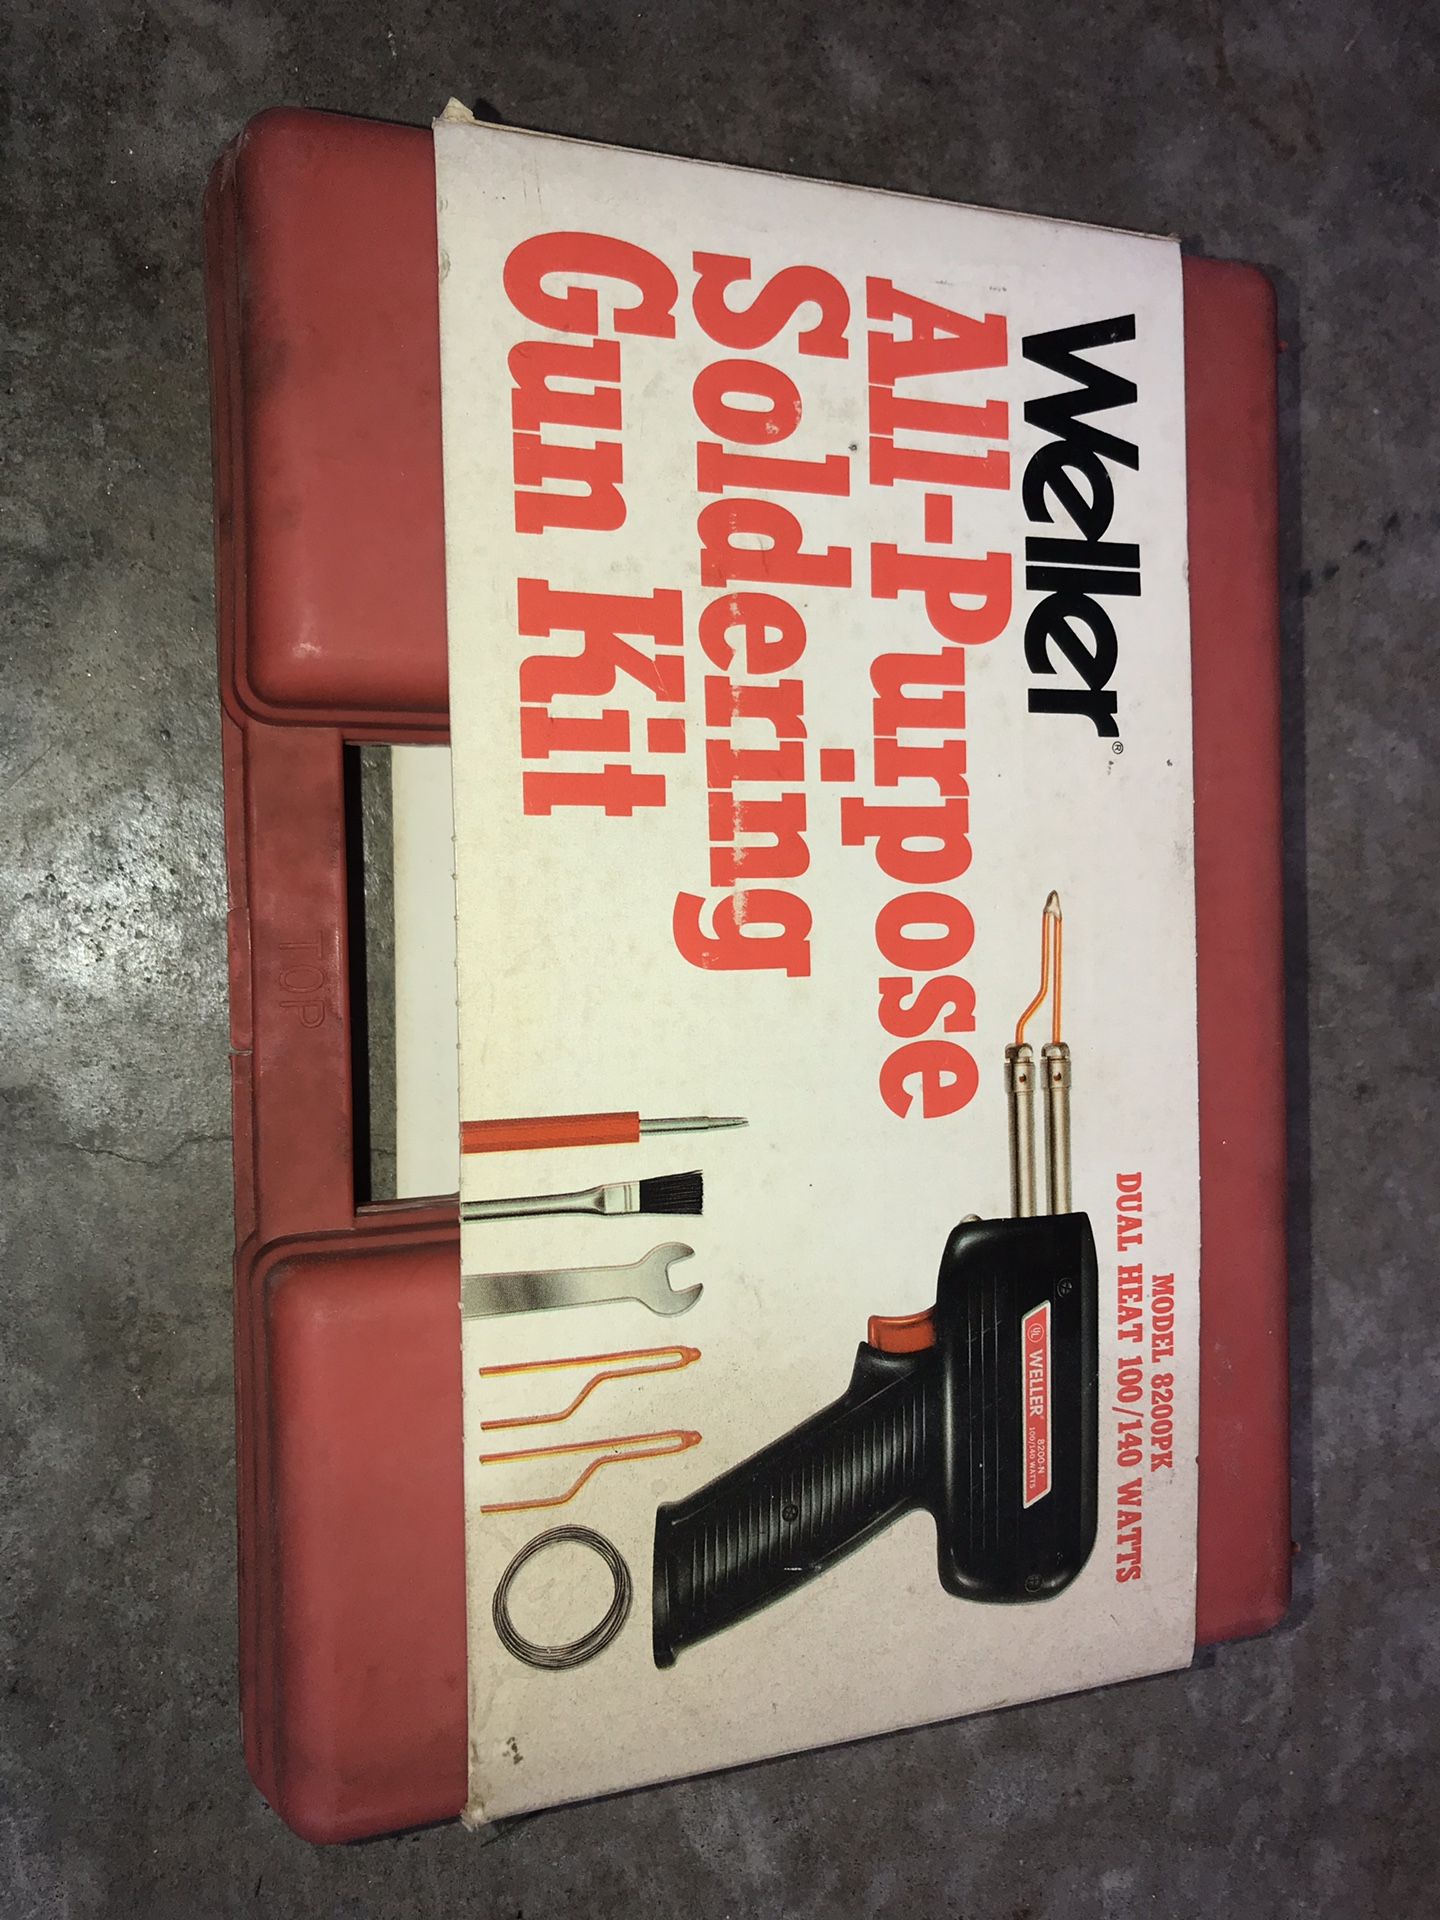 Weller®
All-Purpose
Soldering
Gun Kit
MODEL 8200PK
DUAL HEAT 100/140 WATTS
UL WELLER® 8200-N
100/140 WATTS
TOP